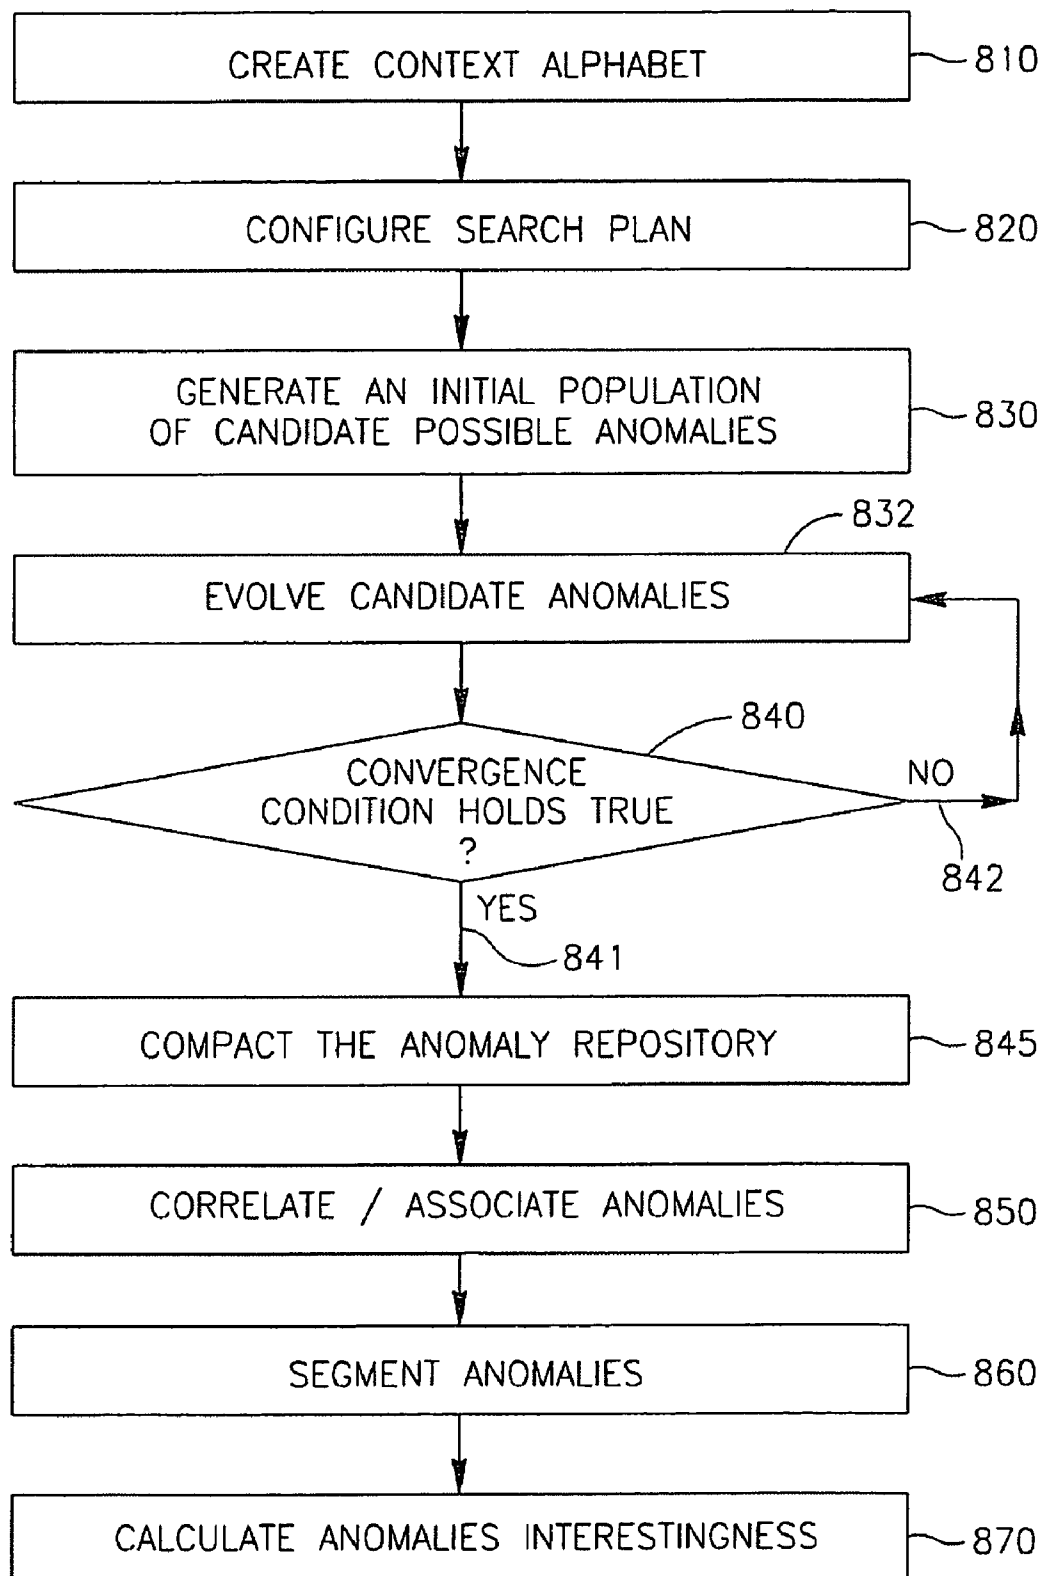 CREATE CONTEXT ALPHABET
810
CONFIGURE SEARCH PLAN
820
GENERATE AN INITIAL POPULATION
OF CANDIDATE POSSIBLE ANOMALIES
830
832
EVOLVE CANDIDATE ANOMALIES
840
CONVERGENCE
CONDITION HOLDS TRUE
?
NO
842
YES
841
COMPACT THE ANOMALY REPOSITORY
845
CORRELATE / ASSOCIATE ANOMALIES
850
SEGMENT ANOMALIES
860
CALCULATE ANOMALIES INTERESTINGNESS
870